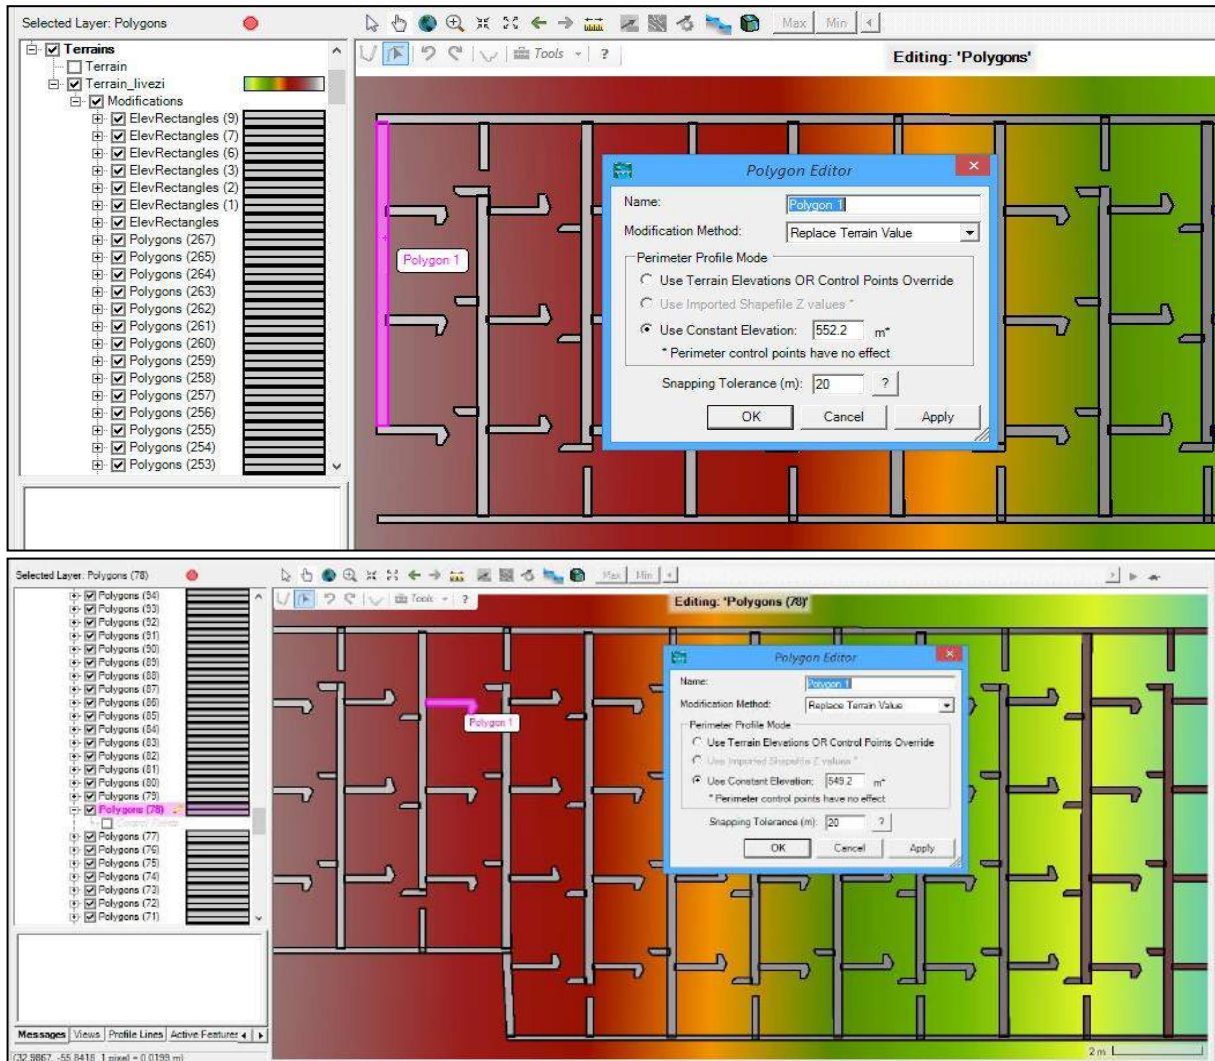 Selected Layer: Polygons
Max Min
Terrains
Terrain
Terrain_livezi
Modifications
ElevRectangles (9)
ElevRectangles (7)
ElevRectangles (6)
ElevRectangles (3)
ElevRectangles (2)
ElevRectangles (1)
ElevRectangles
Polygons (267)
Polygons (265)
Polygons (264)
Polygons (263)
Polygons (262)
Polygons (261)
Polygons (260)
Polygons (259)
Polygons (258)
Polygons (257)
Polygons (256)
Polygons (255)
Polygons (254)
Polygons (253)
Tools ?
Editing: 'Polygons'
Polygon 1
Polygon Editor
Name: Polygon 1
Modification Method: Replace Terrain Value
Perimeter Profile Mode
Use Terrain Elevations OR Control Points Override
Use Imported Shapefile Z values *
Use Constant Elevation: 552.2 m*
* Perimeter control points have no effect
Snapping Tolerance (m): 20 ?
OK Cancel Apply
Selected Layer: Polygons (78)
Max Min
Polygons (94)
Polygons (93)
Polygons (92)
Polygons (91)
Polygons (90)
Polygons (89)
Polygons (88)
Polygons (87)
Polygons (86)
Polygons (85)
Polygons (84)
Polygons (83)
Polygons (82)
Polygons (81)
Polygons (80)
Polygons (79)
Polygons (78)
Control Points
Polygons (77)
Polygons (76)
Polygons (75)
Polygons (74)
Polygons (73)
Polygons (72)
Polygons (71)
Messages Views Profile Lines Active Features
(32.9867, -55.8418 1 pixel = 0.0199 m)
Tools ?
Editing: 'Polygons (78)'
Polygon 1
Polygon Editor
Name: Polygon 1
Modification Method: Replace Terrain Value
Perimeter Profile Mode
Use Terrain Elevations OR Control Points Override
Use Imported Shapefile Z values *
Use Constant Elevation: 549.2 m*
* Perimeter control points have no effect
Snapping Tolerance (m): 20 ?
OK Cancel Apply
2 m